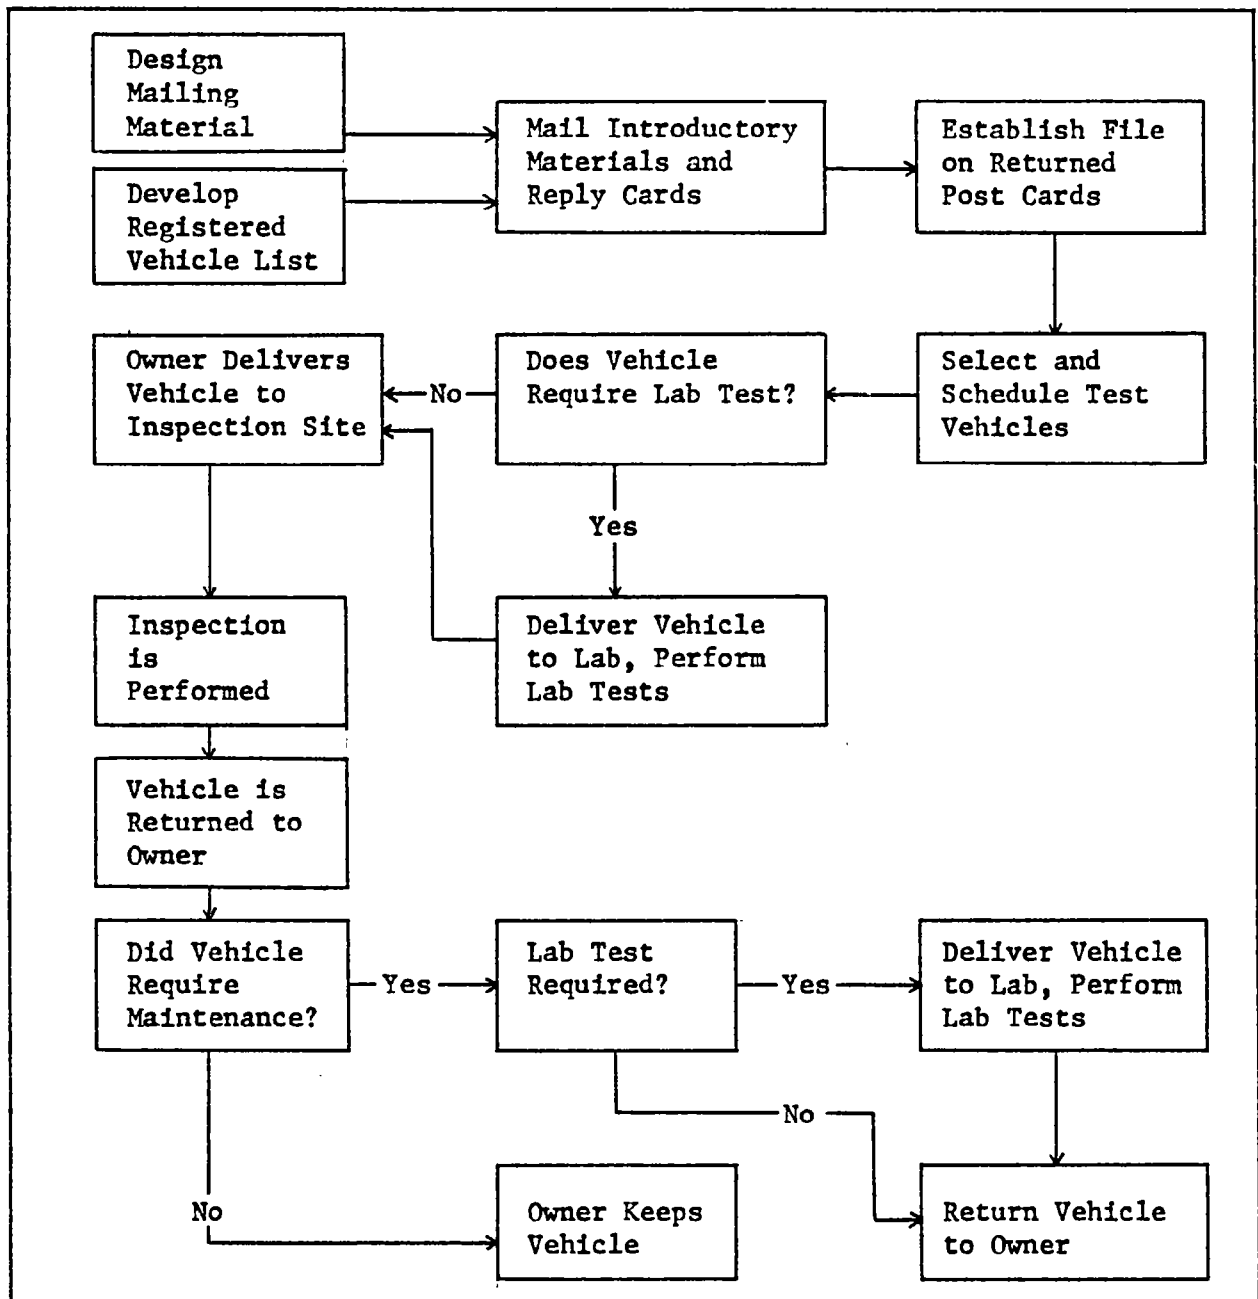 Design
Mailing
Material
Develop
Registered
Vehicle List
Mail Introductory
Materials and
Reply Cards
Establish File
on Returned
Post Cards
Select and
Schedule Test
Vehicles
Does Vehicle
Require Lab Test?
No
Owner Delivers
Vehicle to
Inspection Site
Yes
Deliver Vehicle
to Lab, Perform
Lab Tests
Inspection
is
Performed
Vehicle is
Returned to
Owner
Did Vehicle
Require
Maintenance?
Yes
Lab Test
Required?
Yes
Deliver Vehicle
to Lab, Perform
Lab Tests
No
No
Owner Keeps
Vehicle
Return Vehicle
to Owner